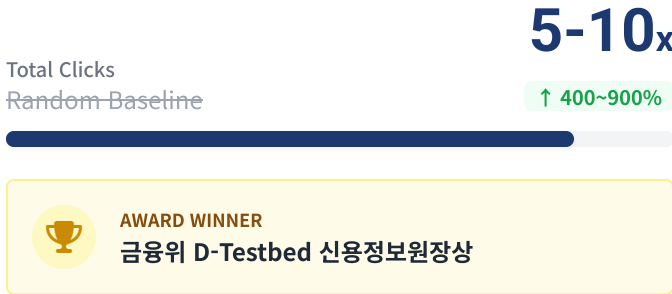 5-10x
Total Clicks
Random Baseline
↑ 400~900%
AWARD WINNER
금융위 D-Testbed 신용정보원장상